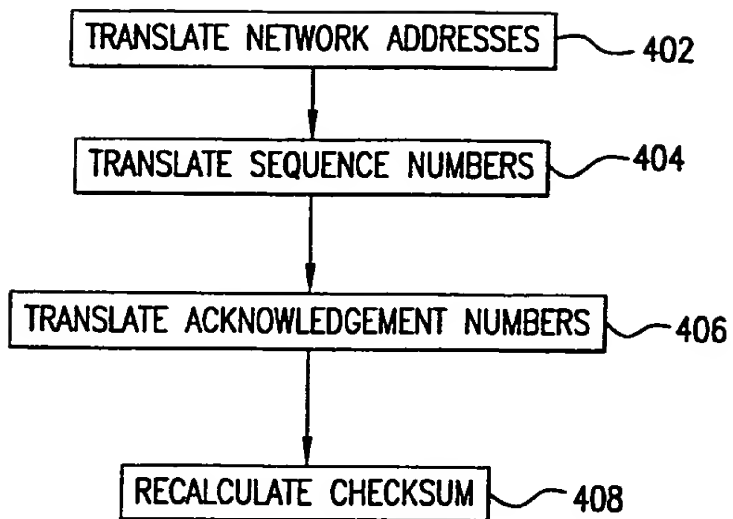 TRANSLATE NETWORK ADDRESSES
402
TRANSLATE SEQUENCE NUMBERS
404
TRANSLATE ACKNOWLEDGEMENT NUMBERS
406
RECALCULATE CHECKSUM
408